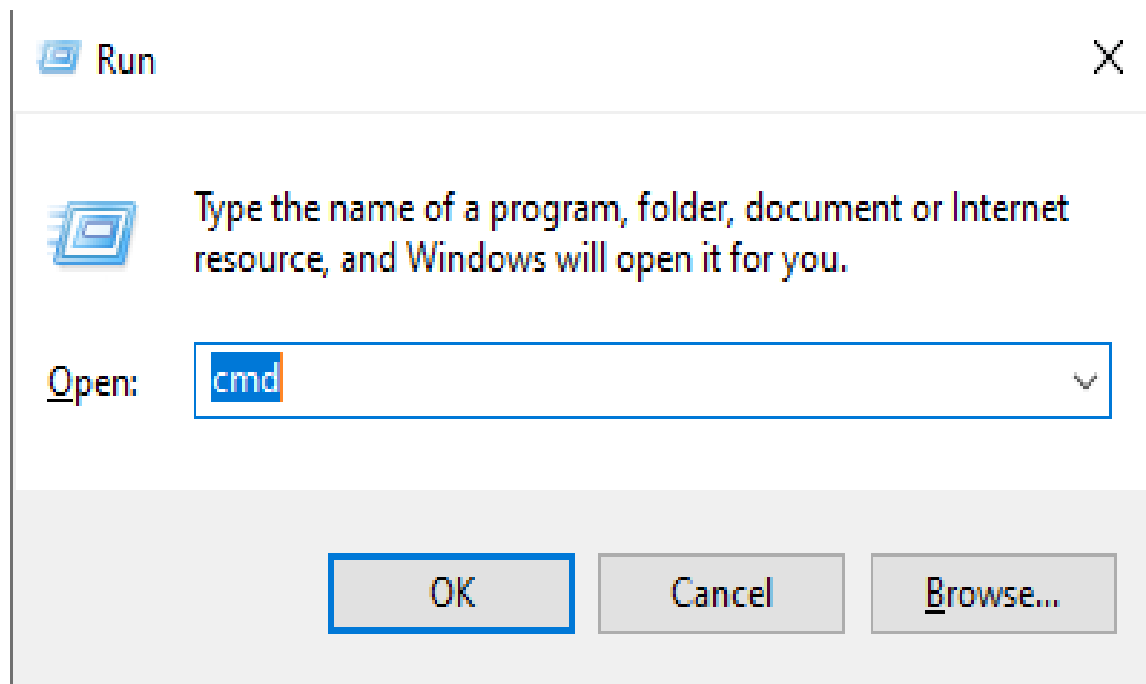 Run
Type the name of a program, folder, document or Internet
resource, and Windows will open it for you.
Open: cmd
OK Cancel Browse...